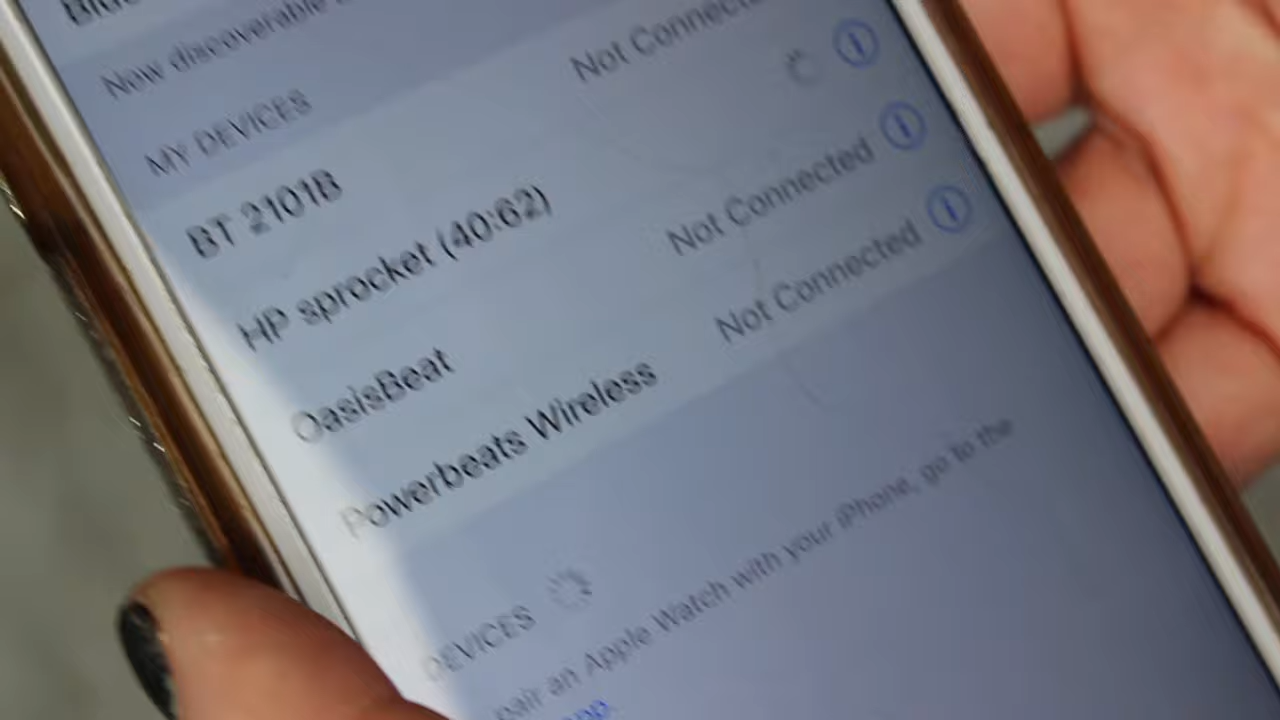 Now discoverable
MY DEVICES
BT 2101B Not Connected
HP sprocket (40:62)
OasisBeat Not Connected
Powerbeats Wireless Not Connected
DEVICES
pair an Apple Watch with your iPhone, go to the
app.